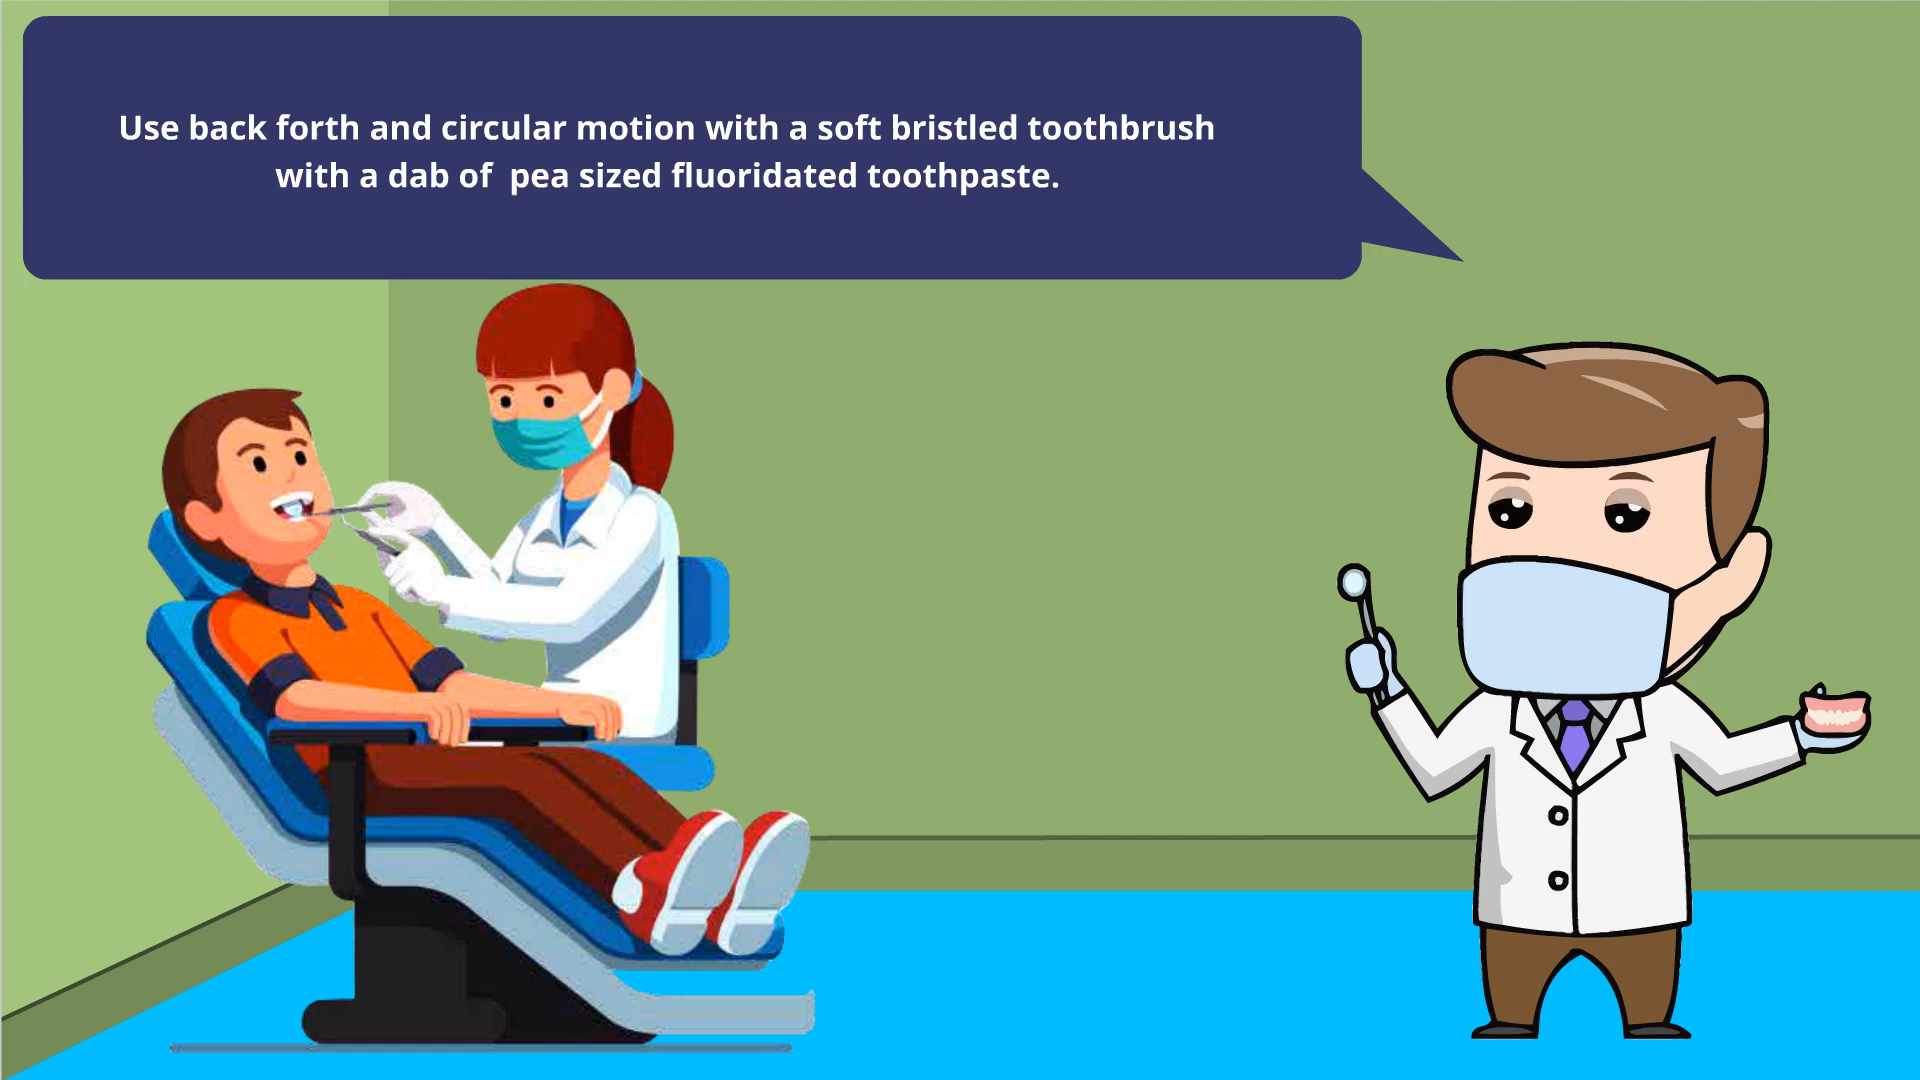 Use back forth and circular motion with a soft bristled toothbrush
with a dab of  pea sized fluoridated toothpaste.